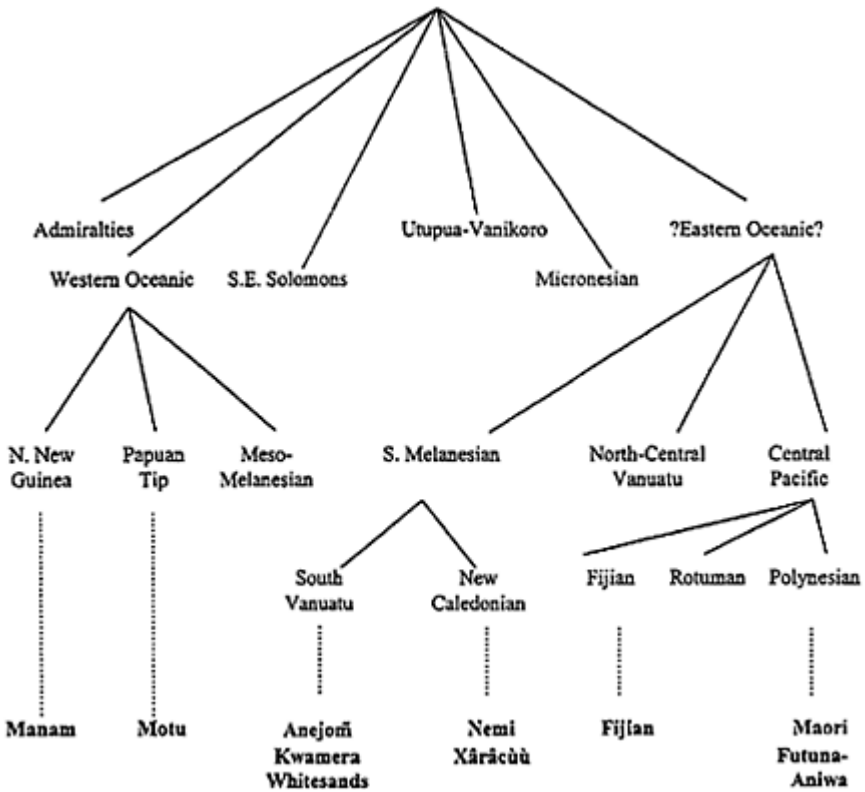 Admiralties
Utupua-Vanikoro
?Eastern Oceanic?
Western Oceanic
S.E. Solomons
Micronesian
N. New
Guinea
Papuan
Tip
Meso-
Melanesian
S. Melanesian
North-Central
Vanuatu
Central
Pacific
South
Vanuatu
New
Caledonian
Fijian
Rotuman
Polynesian
Manam
Motu
Anejom̃
Kwamera
Whitesands
Nemi
Xârâcùù
Fijian
Maori
Futuna-
Aniwa